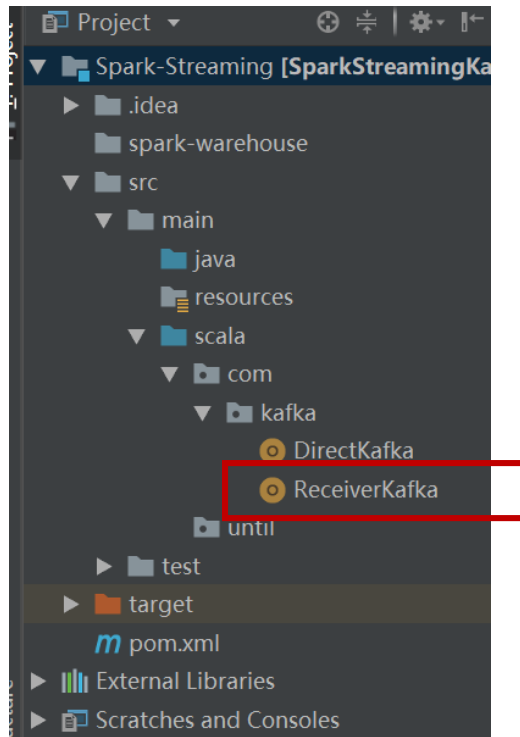 Project
Spark-Streaming [SparkStreamingKa
.idea
spark-warehouse
src
main
java
resources
scala
com
kafka
DirectKafka
ReceiverKafka
until
test
target
pom.xml
External Libraries
Scratches and Consoles